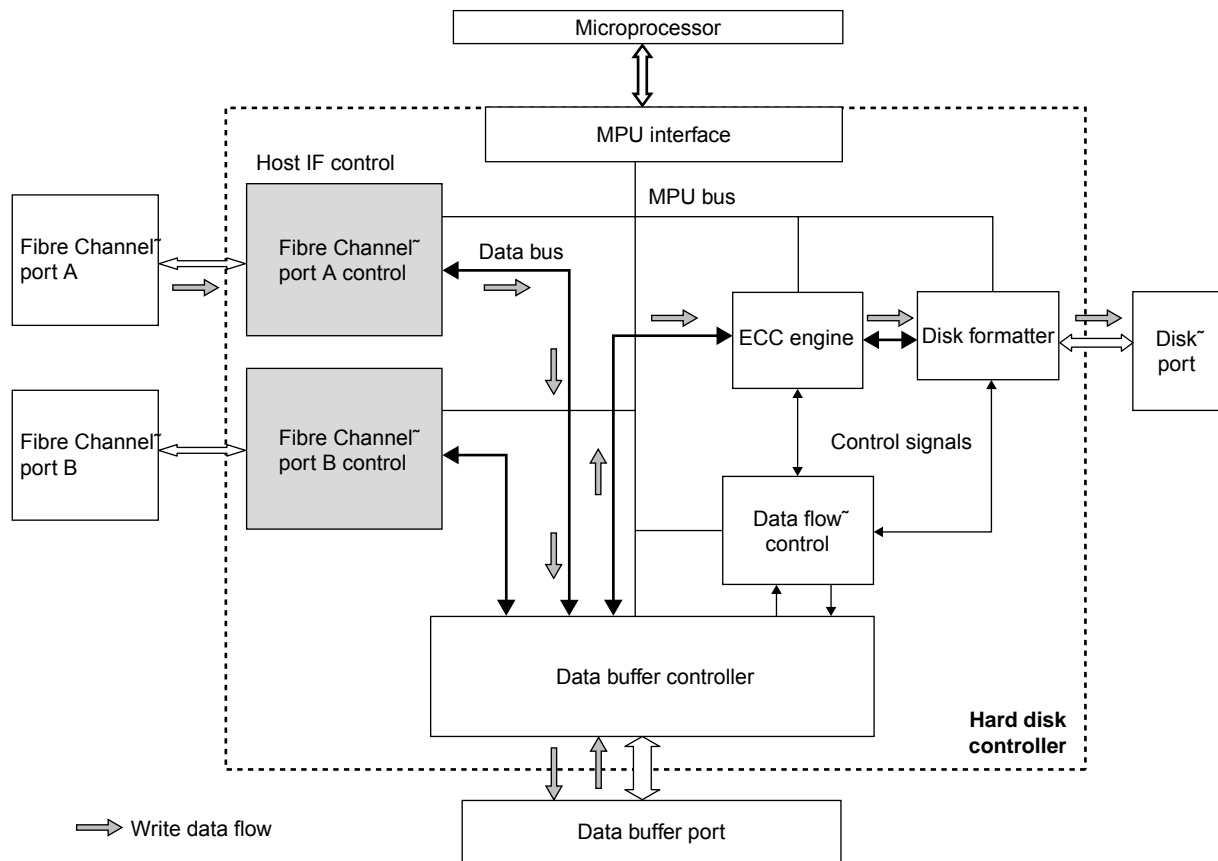 Microprocessor
MPU interface
Host IF control
MPU bus
Fibre Channel˜
port A
Fibre Channel˜
port A control
Data bus
ECC engine
Disk formatter
Disk˜
port
Fibre Channel˜
port B
Fibre Channel˜
port B control
Control signals
Data flow˜
control
Data buffer controller
Hard disk
controller
Write data flow
Data buffer port